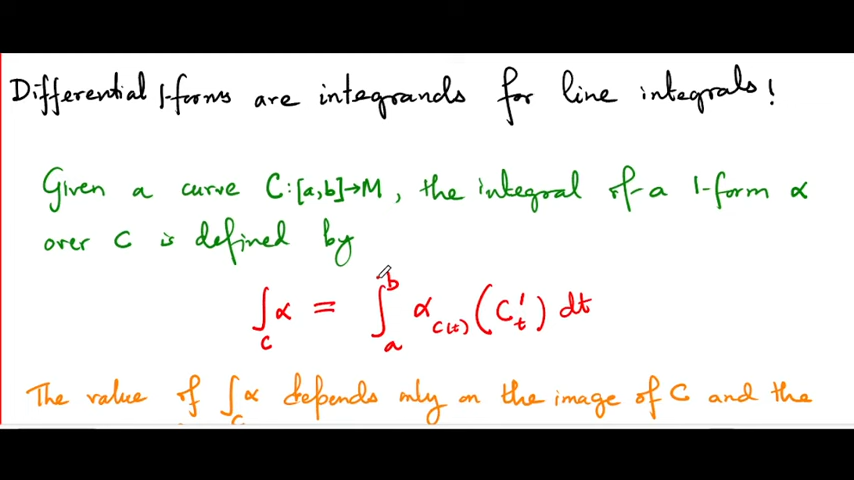 Differential 1-forms are integrands for line integrals!
Given a curve C:[a,b]→M, the integral of a 1-form α
over C is defined by
∫_C α = ∫_a^b α_{C(t)} (C'_t) dt
The value of ∫_C α depends only on the image of C and the